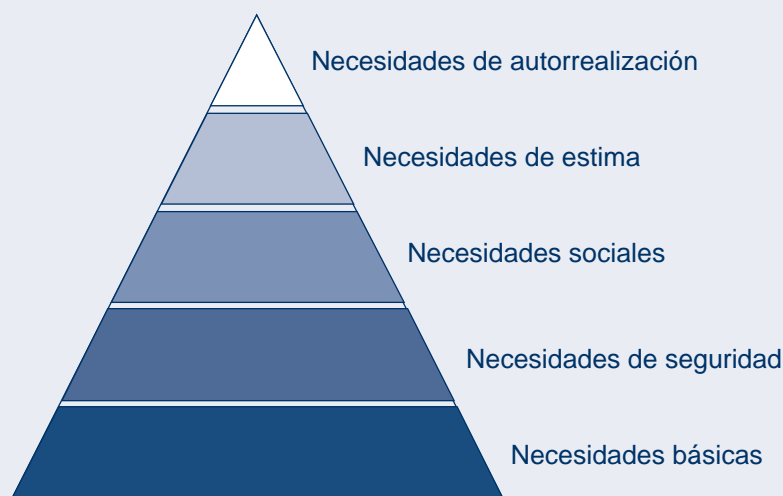 Necesidades de autorrealización
Necesidades de estima
Necesidades sociales
Necesidades de seguridad
Necesidades básicas